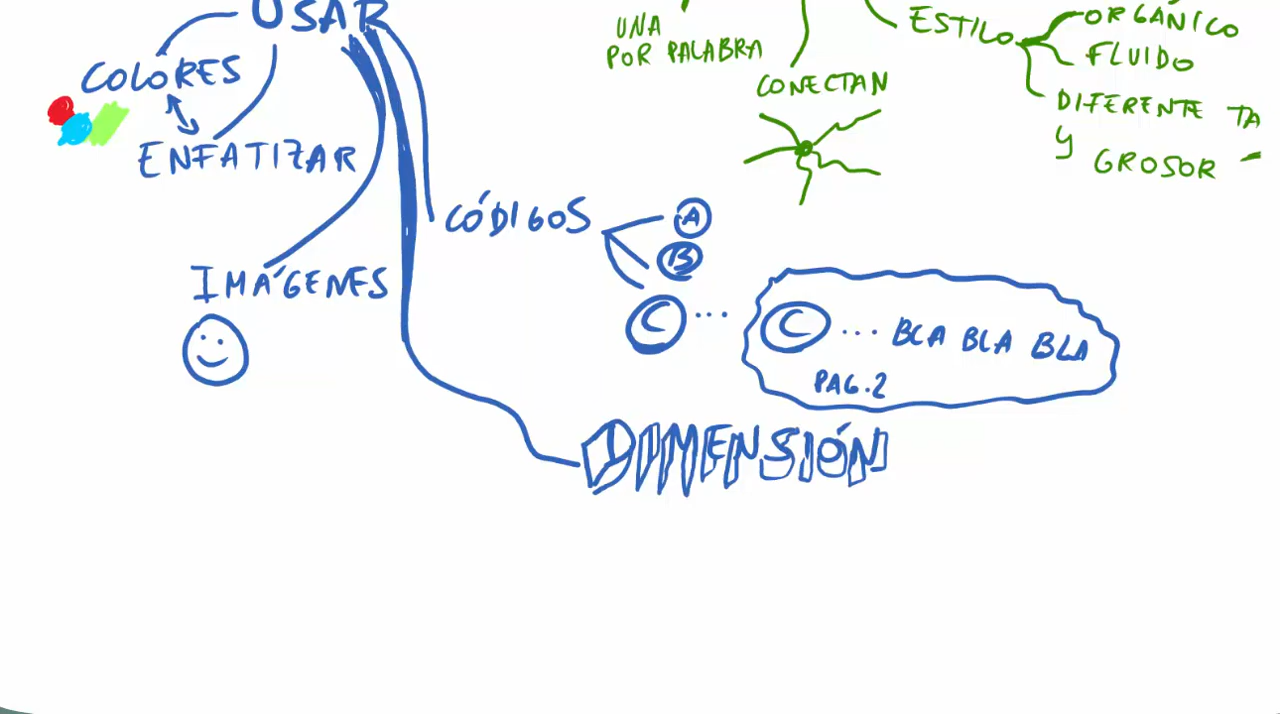 USAR
COLORES
ENFATIZAR
IMÁGENES
CÓDIGOS
A
B
C ...
C ... BLA BLA BLA
PAG.2
DIMENSIÓN
UNA
POR PALABRA
CONECTAN
ESTILO
ORGÁNICO
FLUIDO
DIFERENTE TA
Y
GROSOR